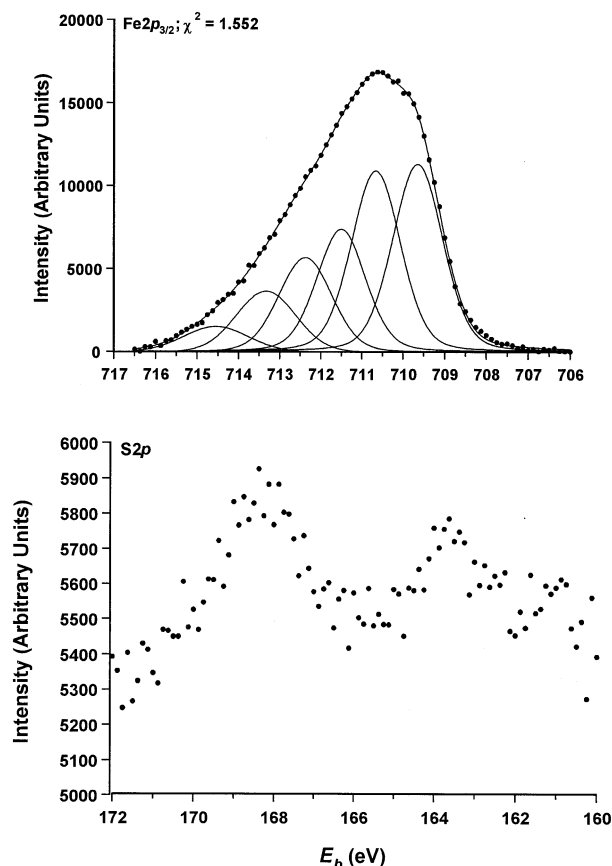 Fe2p3/2; χ² = 1.552
20000
15000
10000
5000
0
Intensity (Arbitrary Units)
717 716 715 714 713 712 711 710 709 708 707 706
S2p
6000
5900
5800
5700
5600
5500
5400
5300
5200
5100
5000
Intensity (Arbitrary Units)
172 170 168 166 164 162 160
Eb (eV)